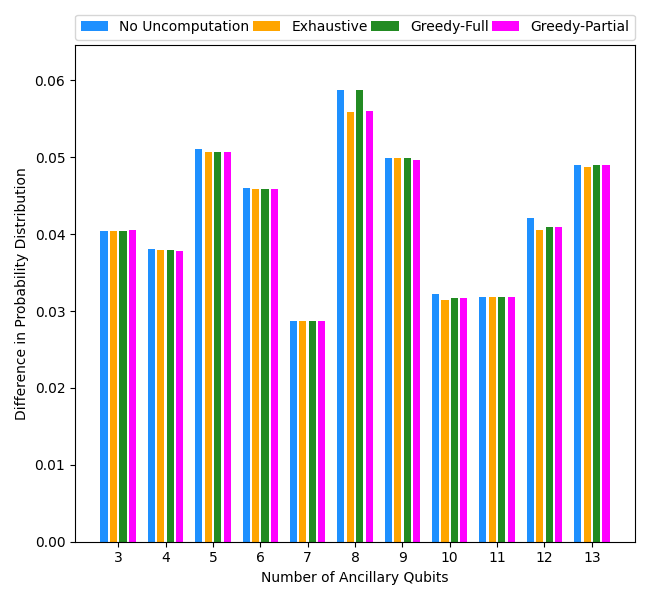 No Uncomputation Exhaustive Greedy-Full Greedy-Partial
0.06
0.05
0.04
0.03
0.02
0.01
0.00
Difference in Probability Distribution
3 4 5 6 7 8 9 10 11 12 13
Number of Ancillary Qubits